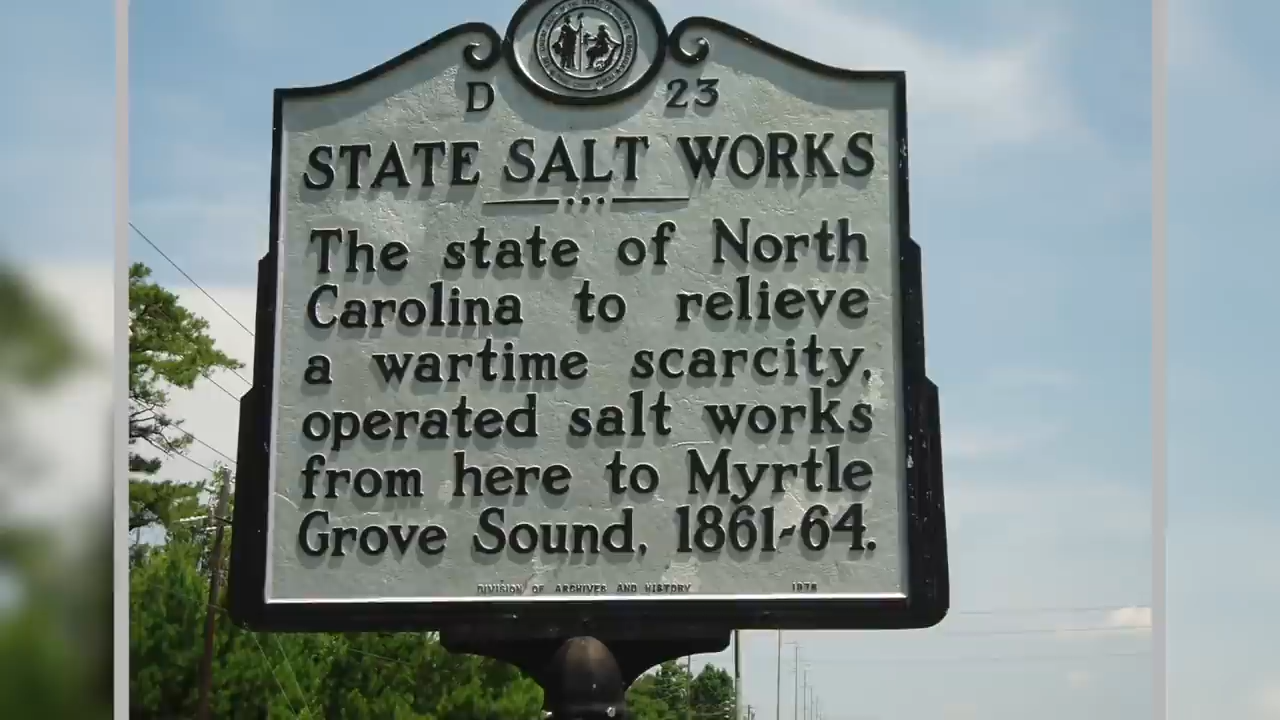 D 23
STATE SALT WORKS
The state of North
Carolina to relieve
a wartime scarcity,
operated salt works
from here to Myrtle
Grove Sound, 1861-64.
DIVISION OF ARCHIVES AND HISTORY